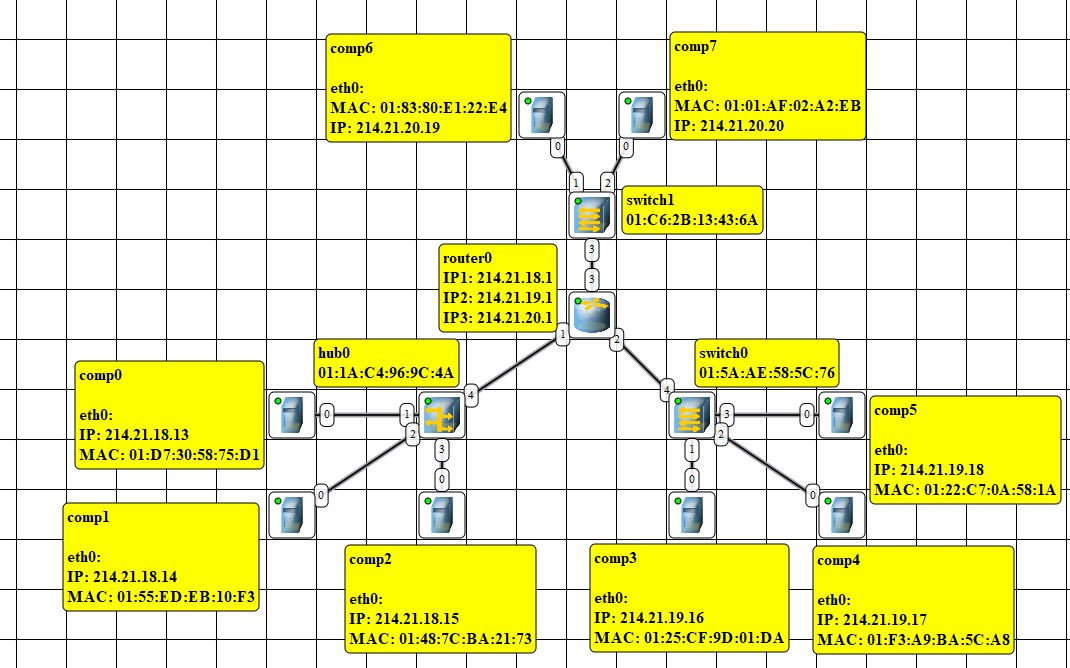 comp6
eth0:
MAC: 01:83:80:E1:22:E4
IP: 214.21.20.19
comp7
eth0:
MAC: 01:01:AF:02:A2:EB
IP: 214.21.20.20
0
0
1
2
switch1
01:C6:2B:13:43:6A
3
3
router0
IP1: 214.21.18.1
IP2: 214.21.19.1
IP3: 214.21.20.1
1
2
hub0
01:1A:C4:96:9C:4A
4
switch0
01:5A:AE:58:5C:76
4
comp0
eth0:
IP: 214.21.18.13
MAC: 01:D7:30:58:75:D1
0
1
2
3
0
0
3
0
2
1
0
0
comp5
eth0:
IP: 214.21.19.18
MAC: 01:22:C7:0A:58:1A
comp1
eth0:
IP: 214.21.18.14
MAC: 01:55:ED:EB:10:F3
comp2
eth0:
IP: 214.21.18.15
MAC: 01:48:7C:BA:21:73
comp3
eth0:
IP: 214.21.19.16
MAC: 01:25:CF:9D:01:DA
comp4
eth0:
IP: 214.21.19.17
MAC: 01:F3:A9:BA:5C:A8